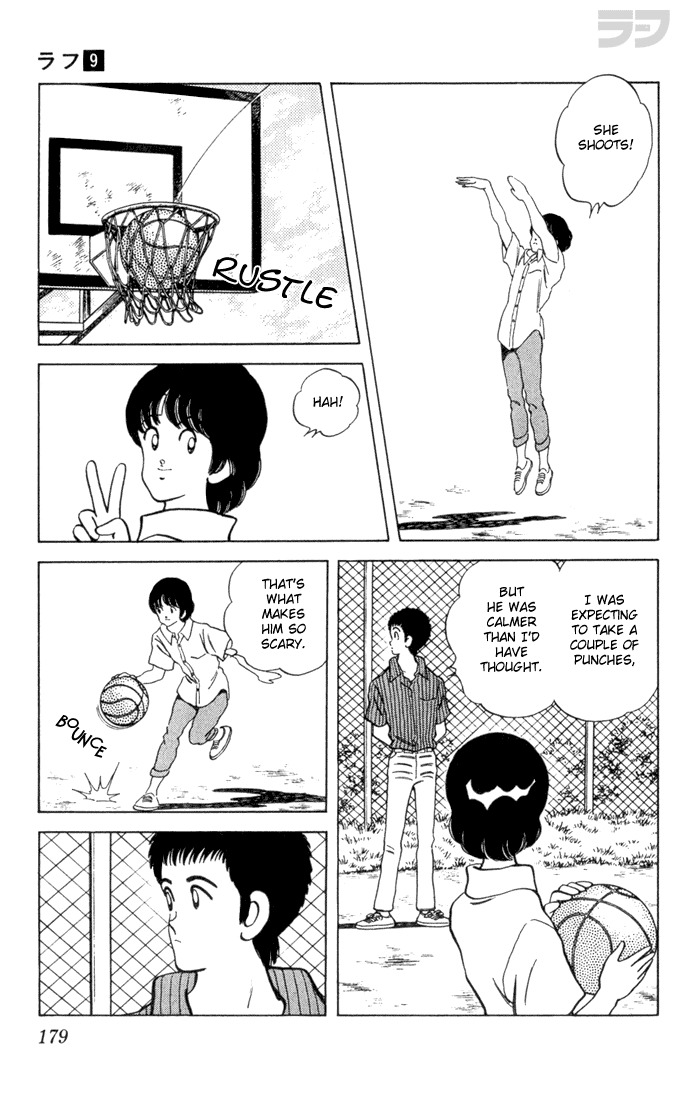 ラフ
ラフ9
SHE
SHOOTS!
RUSTLE
HAH!
I WAS
EXPECTING
TO TAKE A
COUPLE OF
PUNCHES,
BUT
HE WAS
CALMER
THAN I'D
HAVE
THOUGHT.
THAT'S
WHAT
MAKES
HIM SO
SCARY.
BOUNCE
179